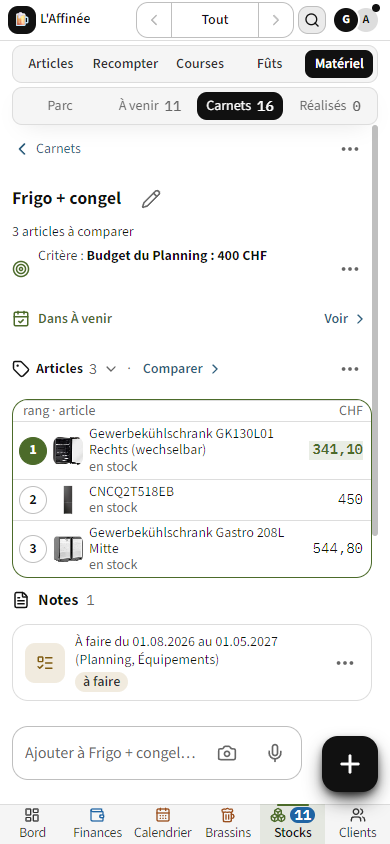 L'Affinée
Tout
G A
Articles Recompter Courses Fûts Matériel
Parc À venir 11 Carnets 16 Réalisés 0
Carnets
Frigo + congel
3 articles à comparer
Critère : Budget du Planning : 400 CHF
Dans À venir Voir
Articles 3 · Comparer
rang · article CHF
1 Gewerbekühlschrank GK130L01
Rechts (wechselbar) 341,10
en stock
2 CNCQ2T518EB 450
en stock
3 Gewerbekühlschrank Gastro 208L
Mitte 544,80
en stock
Notes 1
À faire du 01.08.2026 au 01.05.2027
(Planning, Équipements)
à faire
Ajouter à Frigo + congel…
11
Bord Finances Calendrier Brassins Stocks Clients